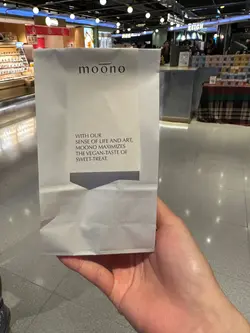 moono
WITH OUR
SENSE OF LIFE AND ART,
MOONO MAXIMIZES
THE VEGAN-TASTE OF
SWEET-TREAT.